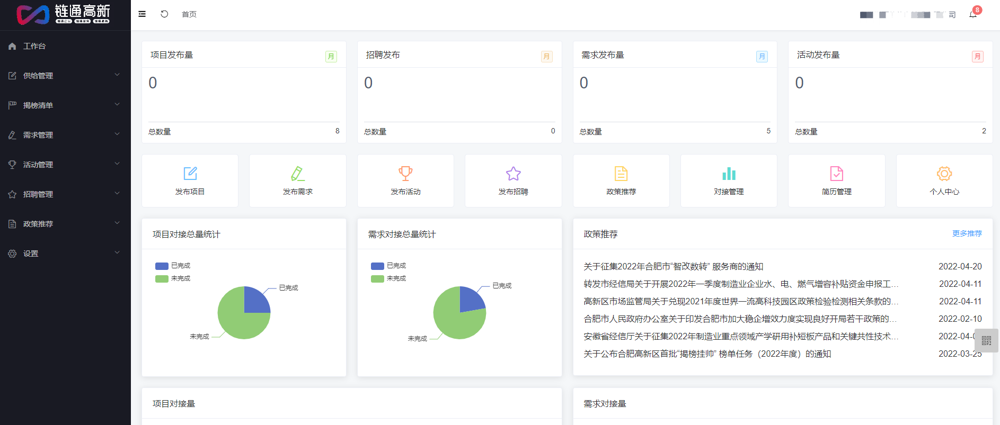 链通高新
链通企业 链通服务 链通高新
首页
司
8
工作台
供给管理
揭榜清单
需求管理
活动管理
招聘管理
政策推荐
设置
项目发布量 月
0
总数量 8
招聘发布 月
0
总数量 0
需求发布量 月
0
总数量 5
活动发布量 月
0
总数量 2
发布项目
发布需求
发布活动
发布招聘
政策推荐
对接管理
简历管理
个人中心
项目对接总量统计
已完成
未完成
已完成
未完成
需求对接总量统计
已完成
未完成
已完成
未完成
政策推荐 更多推荐
关于征集2022年合肥市“智改数转” 服务商的通知 2022-04-20
转发市经信局关于开展2022年一季度制造业企业水、电、燃气增容补贴资金申报工... 2022-04-11
高新区市场监管局关于兑现2021年度世界一流高科技园区政策检验检测相关条款的... 2022-04-11
合肥市人民政府办公室关于印发合肥市加大稳企增效力度实现良好开局若干政策的... 2022-02-10
安徽省经信厅关于征集2022年制造业重点领域产学研用补短板产品和关键共性技术... 2022-04-0
关于公布合肥高新区首批“揭榜挂帅” 榜单任务（2022年度）的通知 2022-03-25
项目对接量
需求对接量